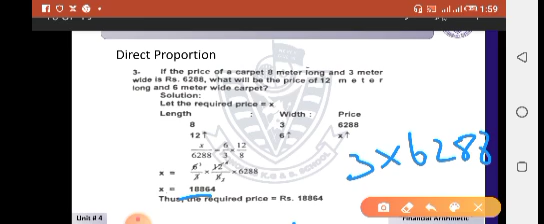 1:59
Direct Proportion
3- If the price of a carpet 8 meter long and 3 meter
wide is Rs. 6288, what will be the price of 12 meter
long and 6 meter wide carpet?
Solution:
Let the required price = x
Length : Width : Price
8 3 6288
12↑ 6↑ x↑
x/6288 = 6/3 x 12/8
x = x 6288
x = 18864
Thus the required price = Rs. 18864
3x6288
Unit # 4
Financial Arithmetic